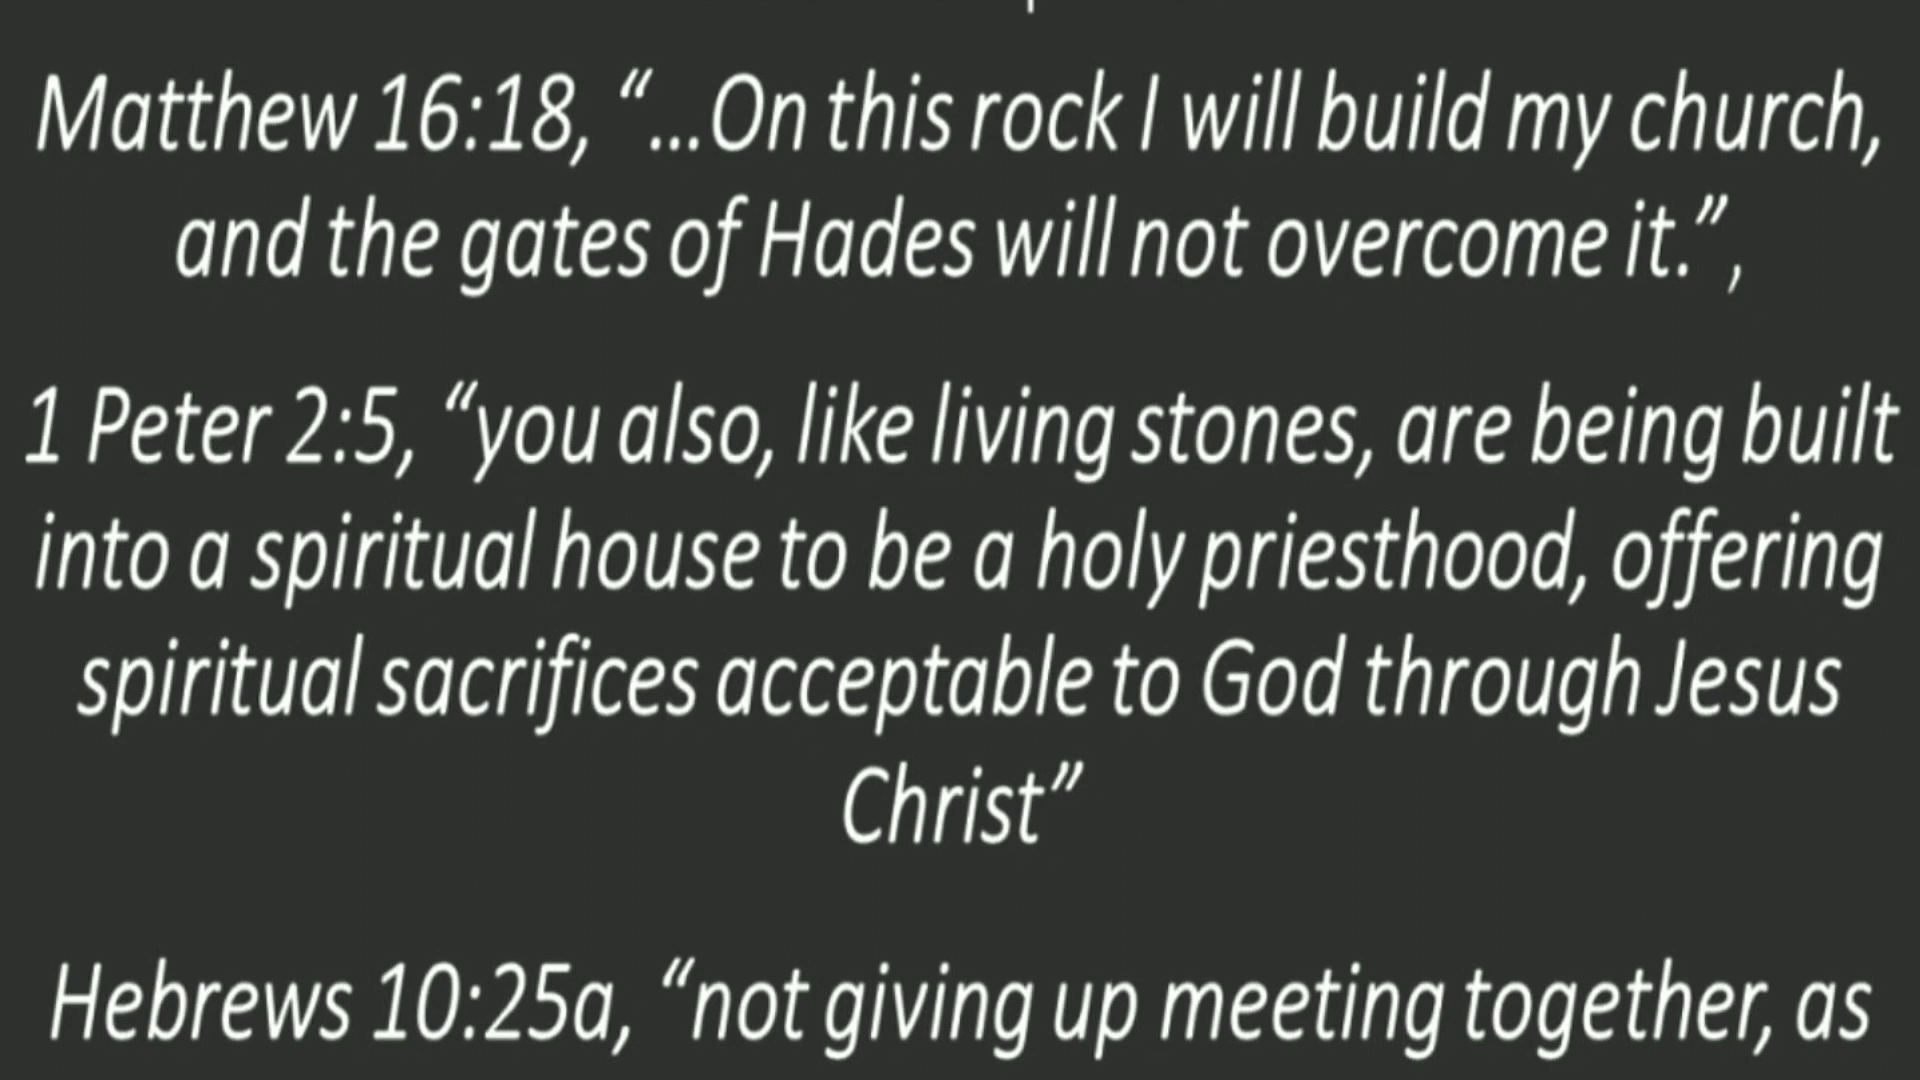 Matthew 16:18, “...On this rock I will build my church,
and the gates of Hades will not overcome it.”,
1 Peter 2:5, “you also, like living stones, are being built
into a spiritual house to be a holy priesthood, offering
spiritual sacrifices acceptable to God through Jesus
Christ”
Hebrews 10:25a, “not giving up meeting together, as